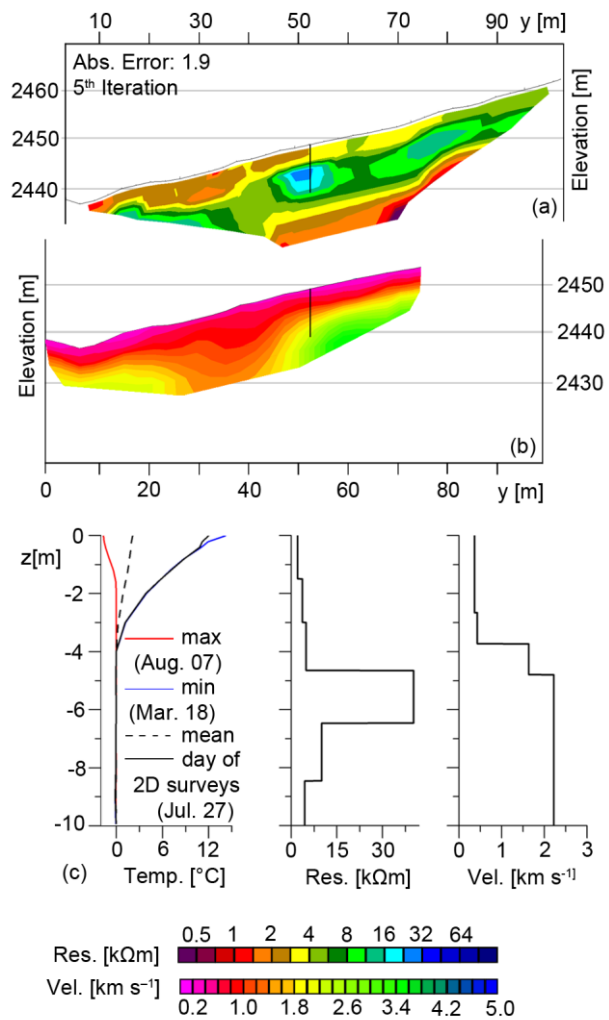 10 30 50 70 90 y [m]
Abs. Error: 1.9
5th Iteration
2460
2450
2440
Elevation [m]
(a)
Elevation [m]
2450
2440
2430
(b)
0 20 40 60 80 y [m]
z[m]
0
-2
-4
-6
-8
-10
max
(Aug. 07)
min
(Mar. 18)
mean
day of
2D surveys
(Jul. 27)
0 12
(c) Temp. [°C]
0 15 30
Res. [kΩm]
0 1 2 3
Vel. [km s⁻¹]
0.5 1 2 4 8 16 32 64
Res. [kΩm]
Vel. [km s⁻¹]
0.2 1.0 1.8 2.6 3.4 4.2 5.0